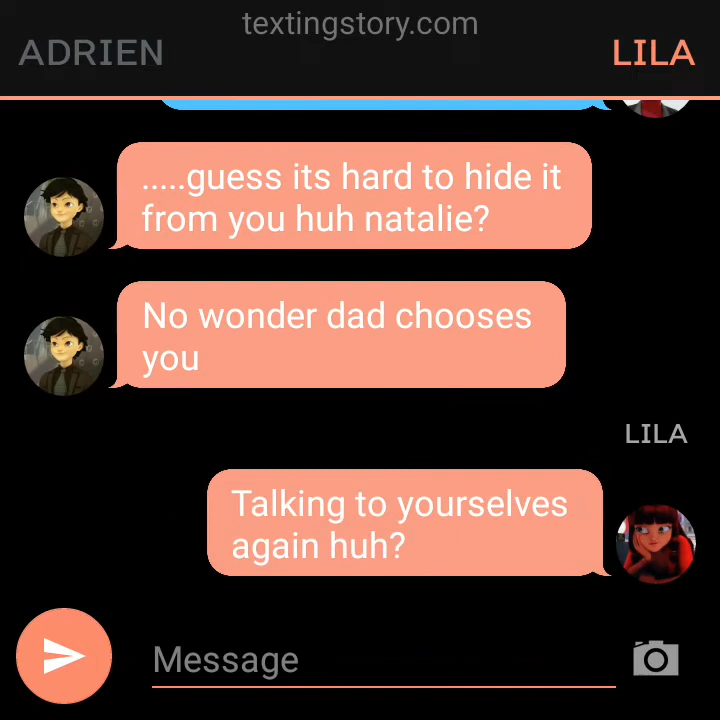 textingstory.com
ADRIEN
LILA
.....guess its hard to hide it
from you huh natalie?
No wonder dad chooses
you
LILA
Talking to yourselves
again huh?
Message